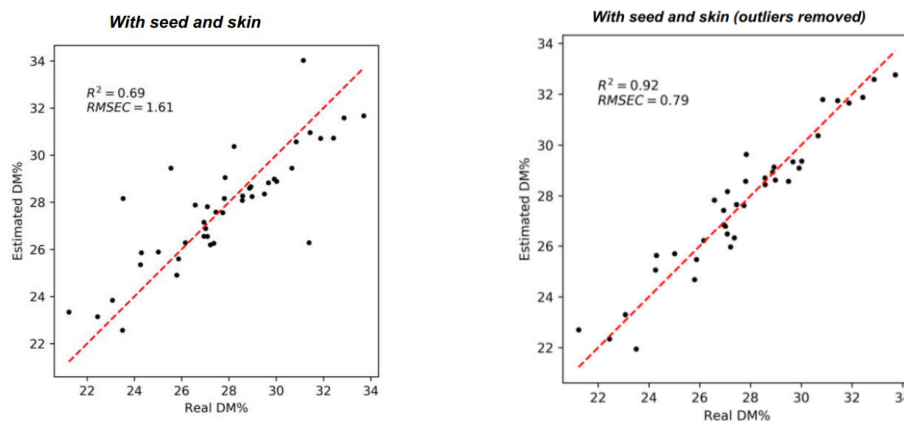 With seed and skin
34
32
30
28
26
24
22
22 24 26 28 30 32 34
Estimated DM%
Real DM%
R² = 0.69
RMSEC = 1.61
With seed and skin (outliers removed)
34
32
30
28
26
24
22
22 24 26 28 30 32 34
Estimated DM%
Real DM%
R² = 0.92
RMSEC = 0.79